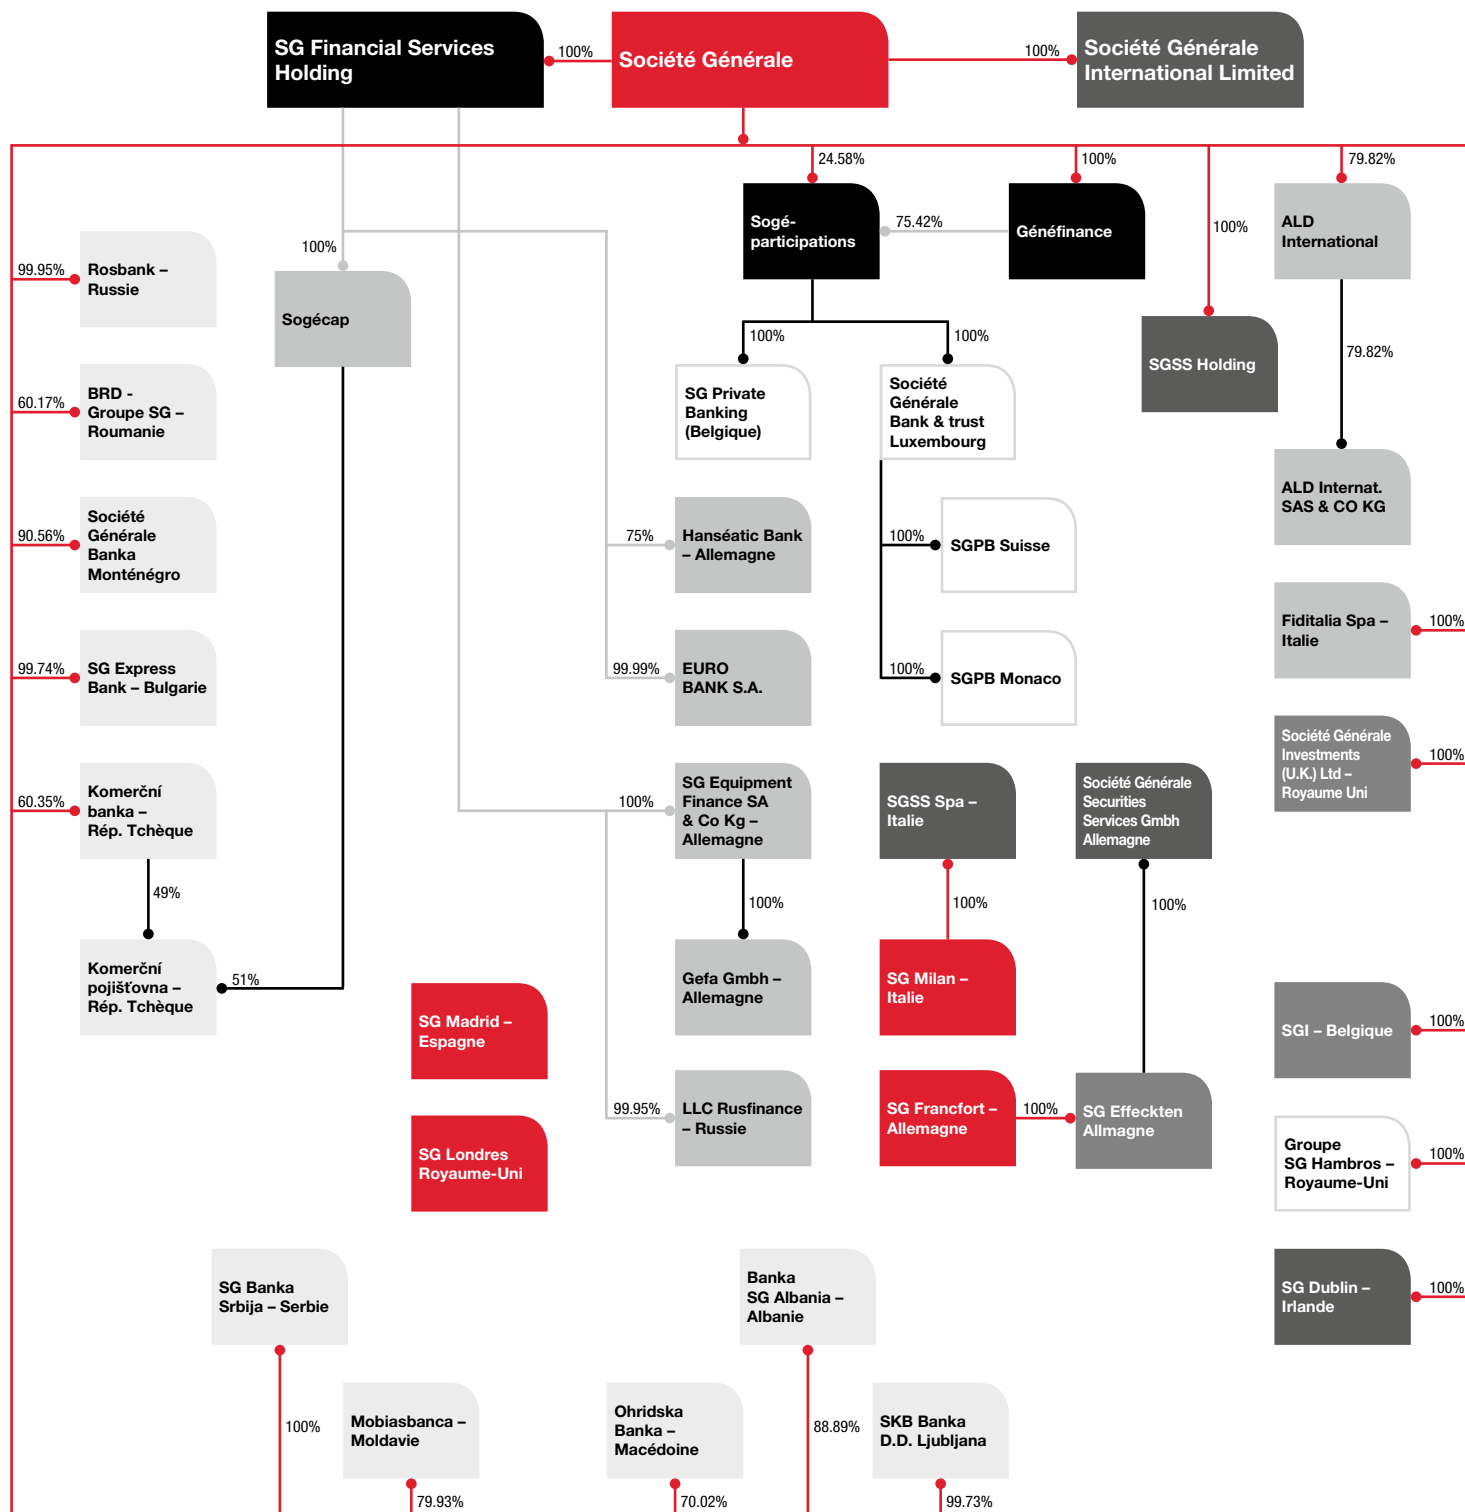 SG Financial Services
Holding
100%
Société Générale
100%
Société Générale
International Limited
24.58%
100%
79.82%
Sogé-
participations
75.42%
Généfinance
100%
ALD
International
99.95%
Rosbank –
Russie
100%
Sogécap
100%
100%
SGSS Holding
79.82%
60.17%
BRD -
Groupe SG –
Roumanie
SG Private
Banking
(Belgique)
Société
Générale
Bank & trust
Luxembourg
ALD Internat.
SAS & CO KG
90.56%
Société
Générale
Banka
Monténégro
75%
Hanséatic Bank
– Allemagne
100%
SGPB Suisse
Fiditalia Spa –
Italie
100%
99.74%
SG Express
Bank – Bulgarie
99.99%
EURO
BANK S.A.
100%
SGPB Monaco
Société Générale
Investments
(U.K.) Ltd –
Royaume Uni
100%
60.35%
Komerční
banka –
Rép. Tchèque
100%
SG Equipment
Finance SA
& Co Kg –
Allemagne
SGSS Spa –
Italie
Société Générale
Securities
Services Gmbh
Allemagne
49%
100%
100%
100%
Komerční
pojišťovna –
Rép. Tchèque
51%
SG Madrid –
Espagne
Gefa Gmbh –
Allemagne
SG Milan –
Italie
SGI – Belgique
100%
SG Londres
Royaume-Uni
99.95%
LLC Rusfinance
– Russie
SG Francfort –
Allemagne
100%
SG Effeckten
Allmagne
Groupe
SG Hambros –
Royaume-Uni
100%
SG Banka
Srbija – Serbie
Banka
SG Albania –
Albanie
SG Dublin –
Irlande
100%
100%
Mobiasbanca –
Moldavie
Ohridska
Banka –
Macédoine
88.89%
SKB Banka
D.D. Ljubljana
79.93%
70.02%
99.73%